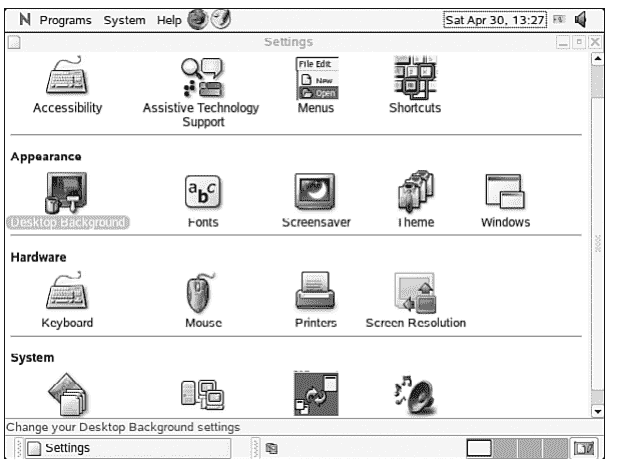 N Programs System Help Sat Apr 30, 13:27
Settings
File Edit
New
Open
Accessibility Assistive Technology Support Menus Shortcuts
Appearance
abc
Desktop Background Fonts Screensaver Theme Windows
Hardware
Keyboard Mouse Printers Screen Resolution
System
Change your Desktop Background settings
Settings